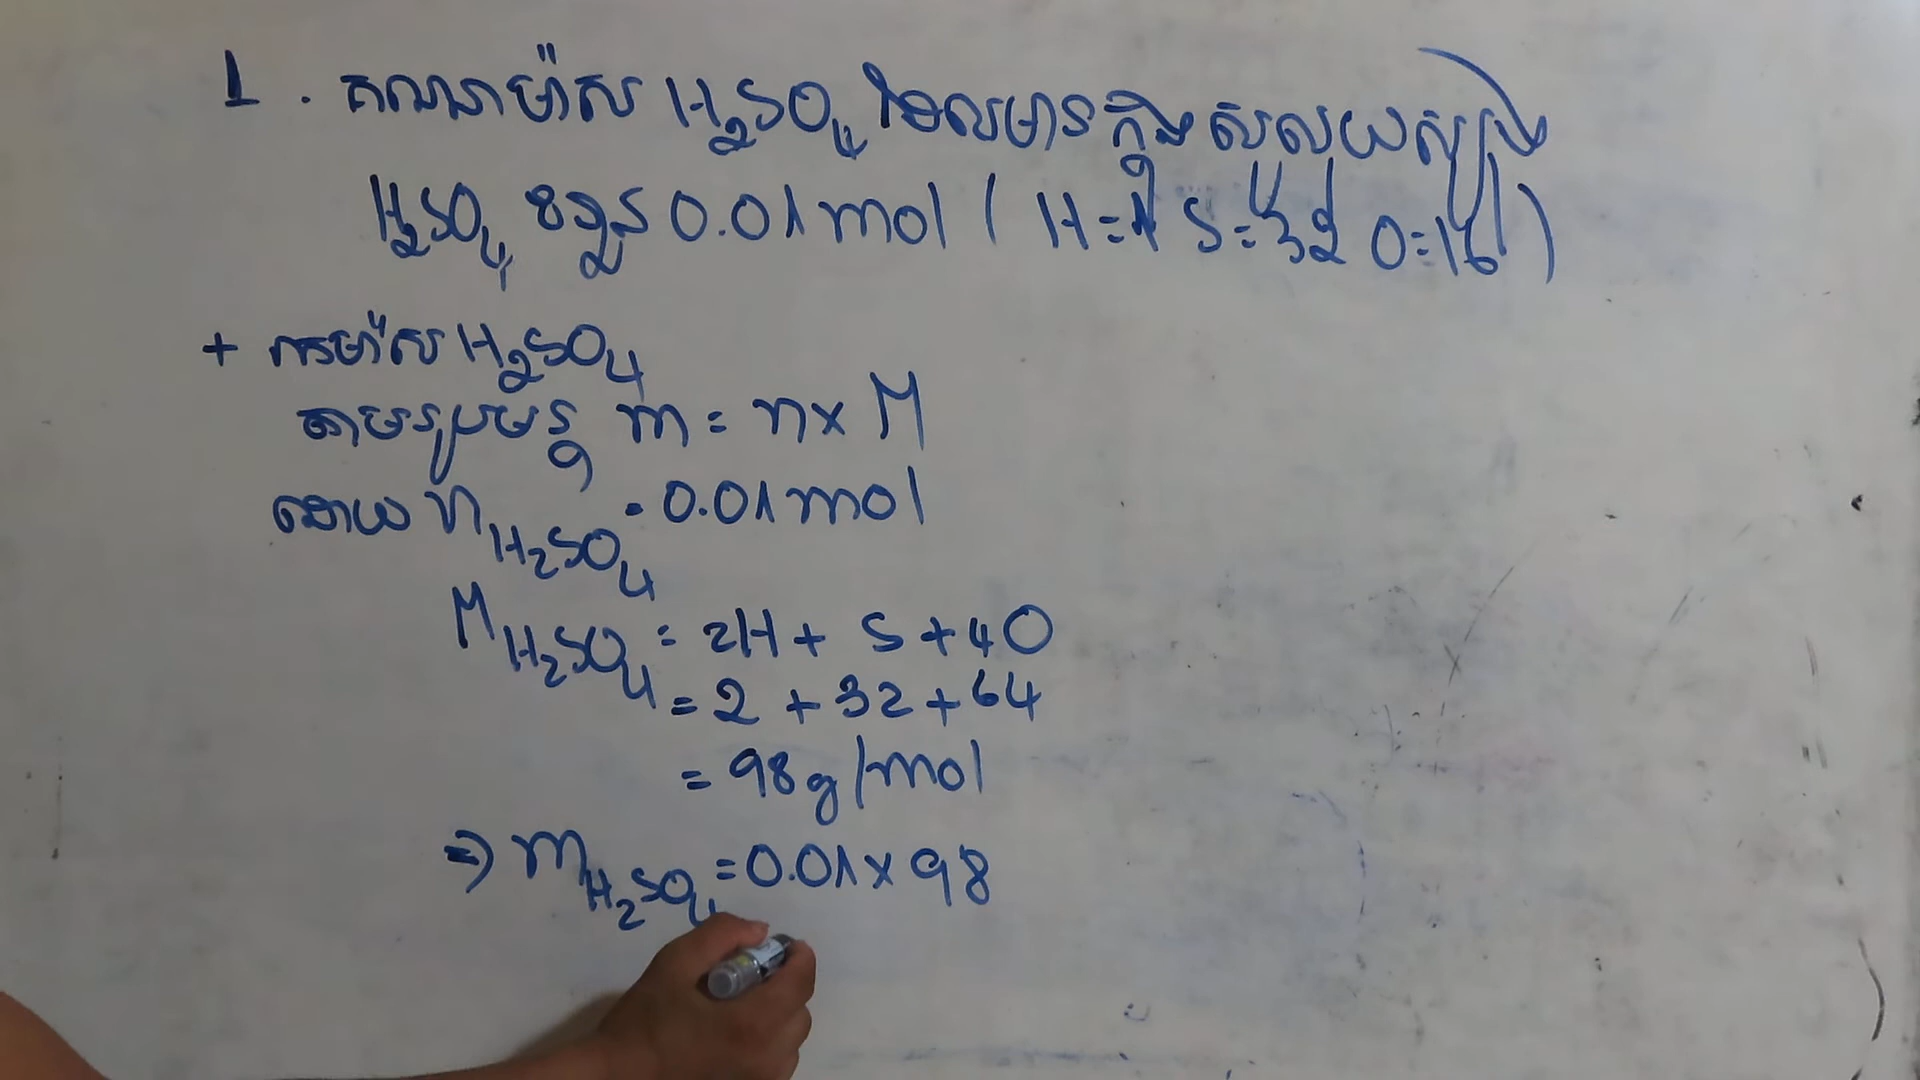 1. គណនាម៉ាស H₂SO₄ ដែលមានក្នុងសូលុយស្យុង
H₂SO₄ ចំនួន 0.01 mol ( H=1 S=32 O=16 )
+ រកម៉ាស H₂SO₄
តាមរូបមន្ត m = n x M
ដោយ n H₂SO₄ = 0.01 mol
M H₂SO₄ = 2H + S + 4O
= 2 + 32 + 64
= 98 g/mol
⇒ m H₂SO₄ = 0.01 x 98